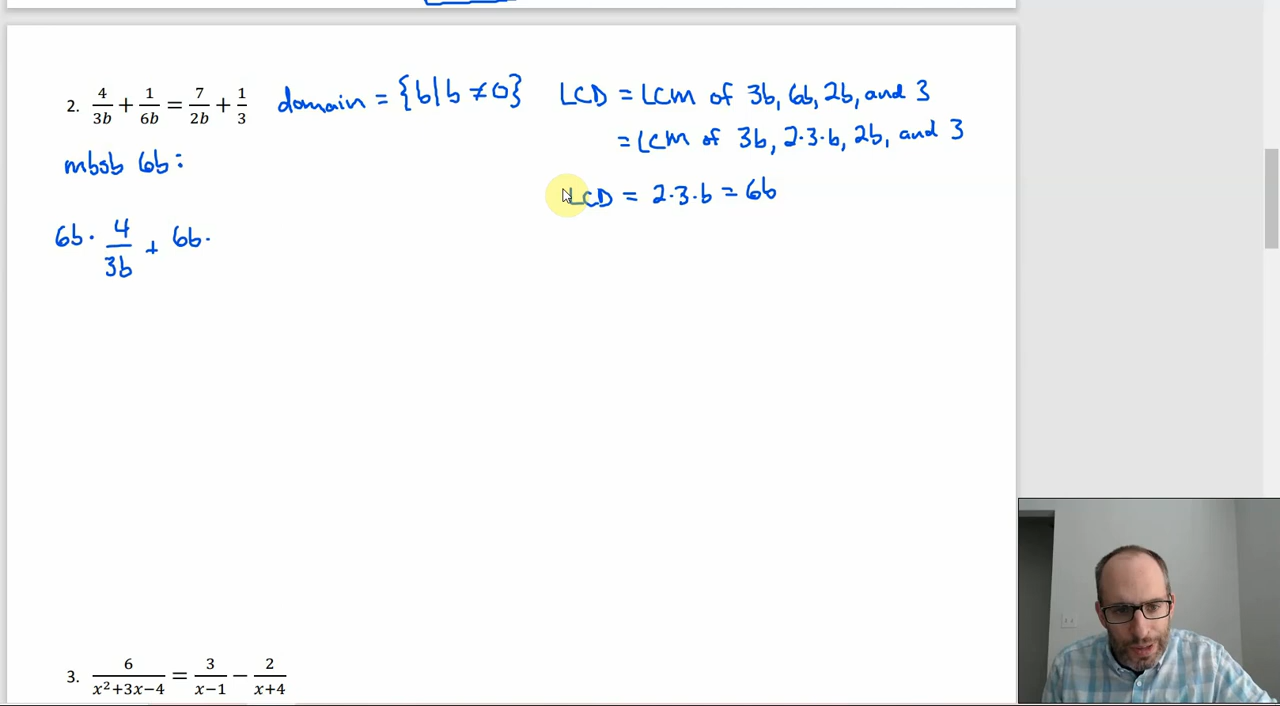 2. 4/3b + 1/6b = 7/2b + 1/3
domain = {b|b ≠ 0}
LCD = LCM of 3b, 6b, 2b, and 3
= LCM of 3b, 2·3·b, 2b, and 3
mbsb 6b:
LCD = 2·3·b = 6b
6b · 4/3b + 6b ·
3. 6/x²+3x−4 = 3/x−1 − 2/x+4